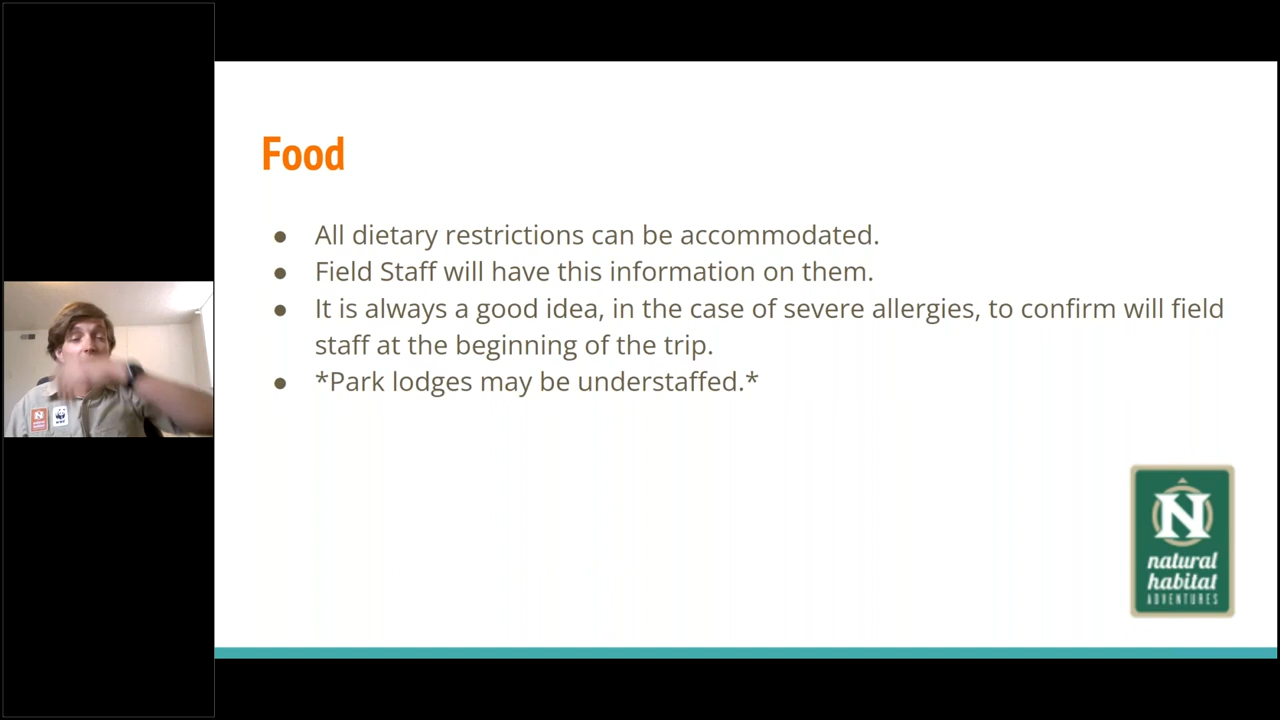 Food
● All dietary restrictions can be accommodated.
● Field Staff will have this information on them.
● It is always a good idea, in the case of severe allergies, to confirm will field
staff at the beginning of the trip.
● *Park lodges may be understaffed.*
N
natural
habitat
ADVENTURES
N
WWF